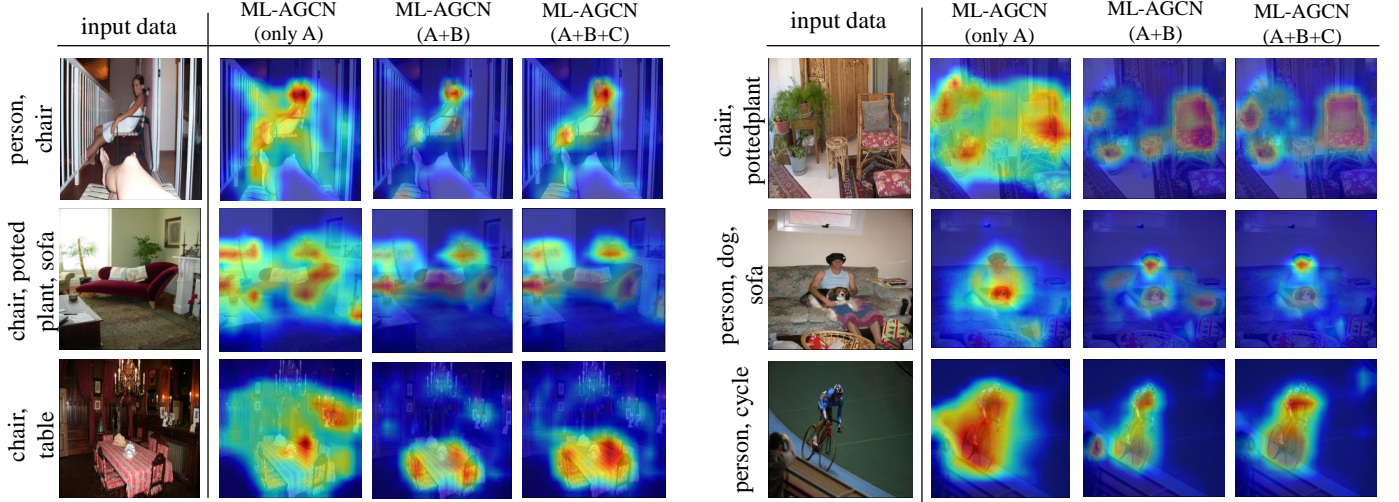 input data
ML-AGCN
(only A)
ML-AGCN
(A+B)
ML-AGCN
(A+B+C)
person,
chair
chair, potted
plant, sofa
chair,
table
input data
ML-AGCN
(only A)
ML-AGCN
(A+B)
ML-AGCN
(A+B+C)
chair,
pottedplant
person, dog,
sofa
person, cycle